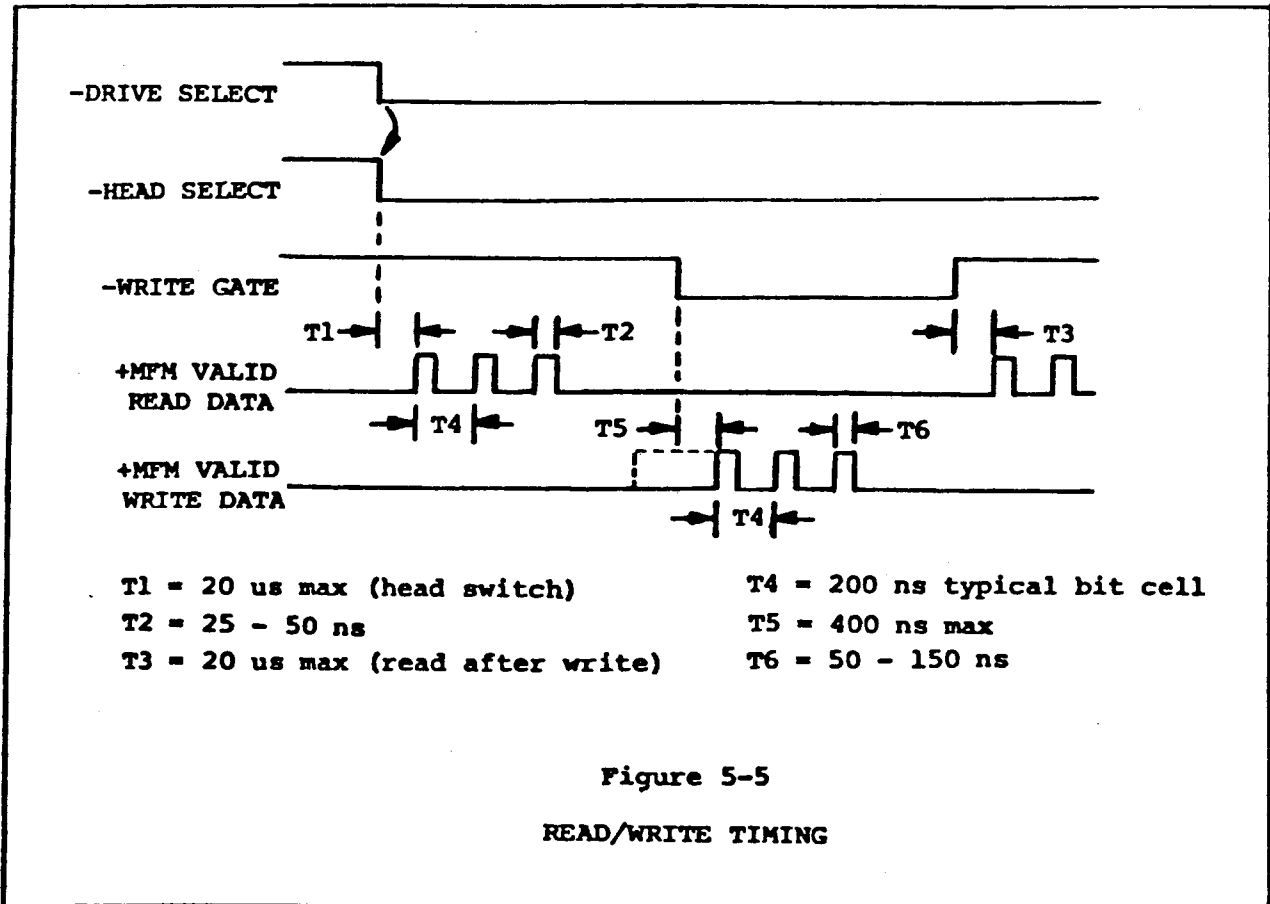 -DRIVE SELECT
-HEAD SELECT
-WRITE GATE
T1
T2
T3
+MFM VALID
READ DATA
T4
T5
T6
+MFM VALID
WRITE DATA
T4
T1 = 20 us max (head switch)
T2 = 25 - 50 ns
T3 = 20 us max (read after write)
T4 = 200 ns typical bit cell
T5 = 400 ns max
T6 = 50 - 150 ns
Figure 5-5
READ/WRITE TIMING